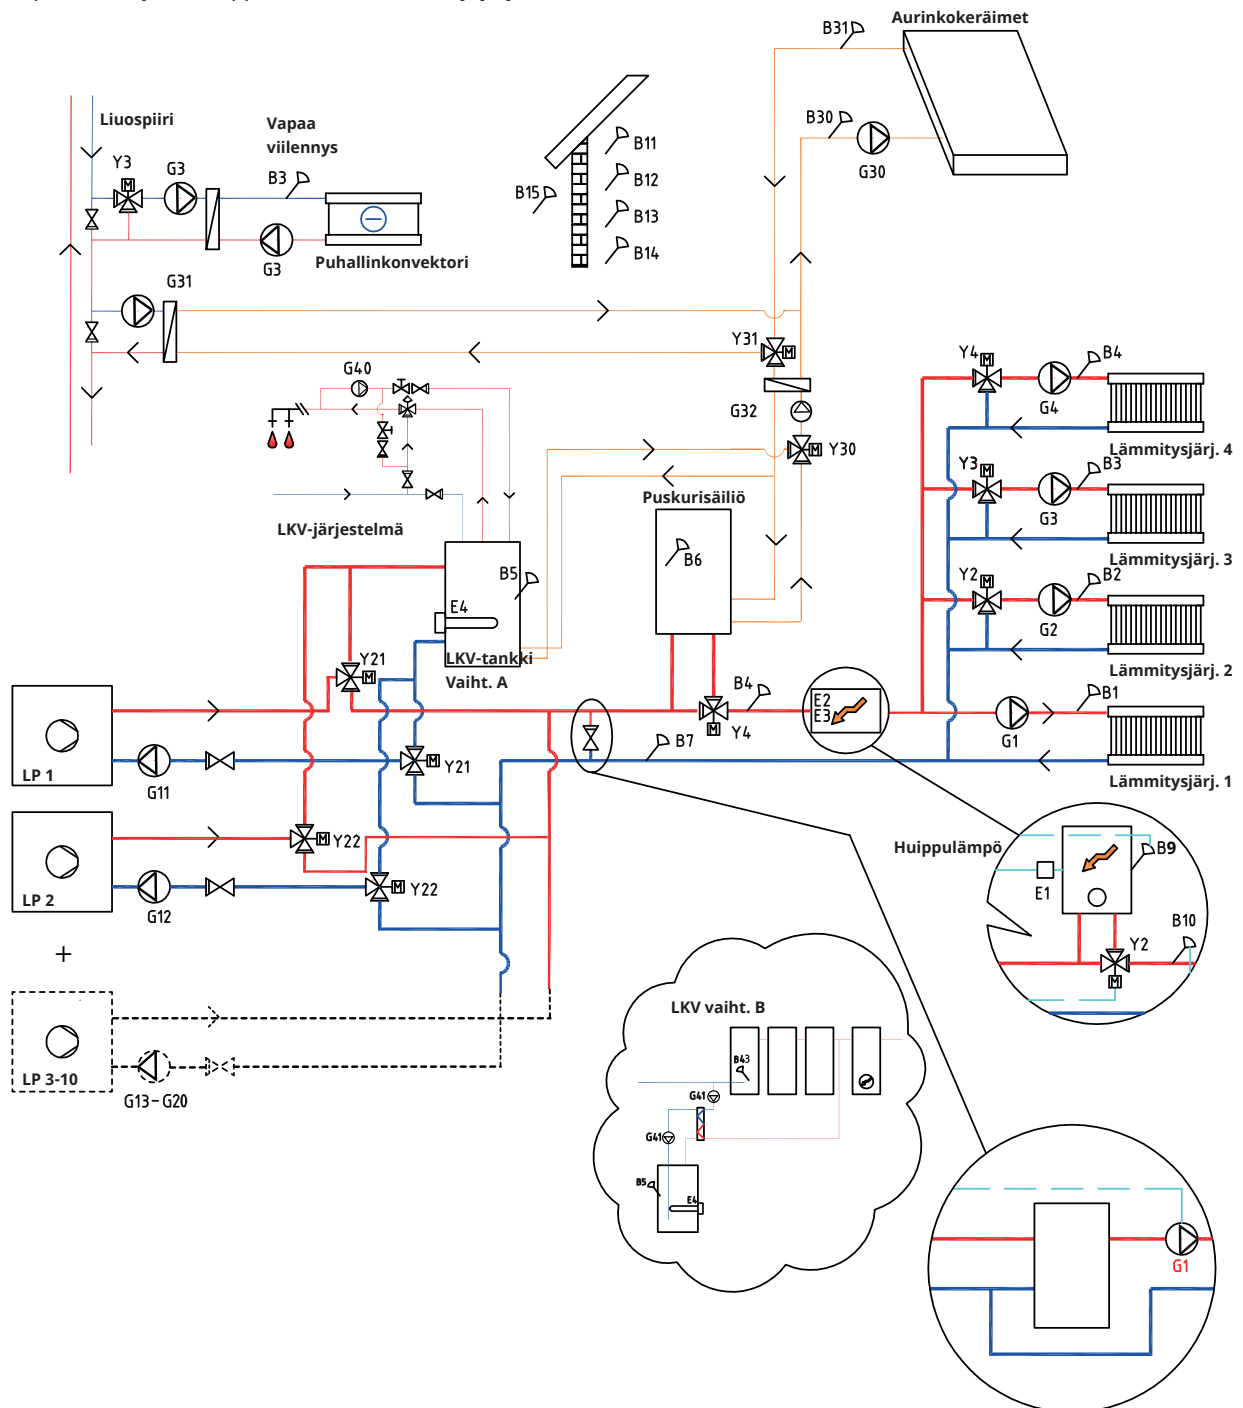 Aurinkokeräimet
B31
B30
G30
Liuospiiri
Vapaa
viilennys
Y3
G3
B3
G3
Puhallinkonvektori
B11
B12
B15
B13
B14
G31
Y31
M
G32
Y30
M
G40
LKV-järjestelmä
Puskurisäiliö
B6
B5
E4
LKV-tankki
Vaiht. A
Y4
M
G4
B4
Lämmitysjärj. 4
Y3
M
G3
B3
Lämmitysjärj. 3
Y2
M
G2
B2
Lämmitysjärj. 2
G1
B1
Lämmitysjärj. 1
Y21
M
B4
Y4
M
E2
E3
B7
LP 1
G11
Y21
M
LP 2
G12
Y22
M
Y22
M
+
LP 3-10
G13-G20
Huippulämpö
B9
E1
B10
Y2
M
LKV vaiht. B
B43
G41
G41
B5
E4
G1